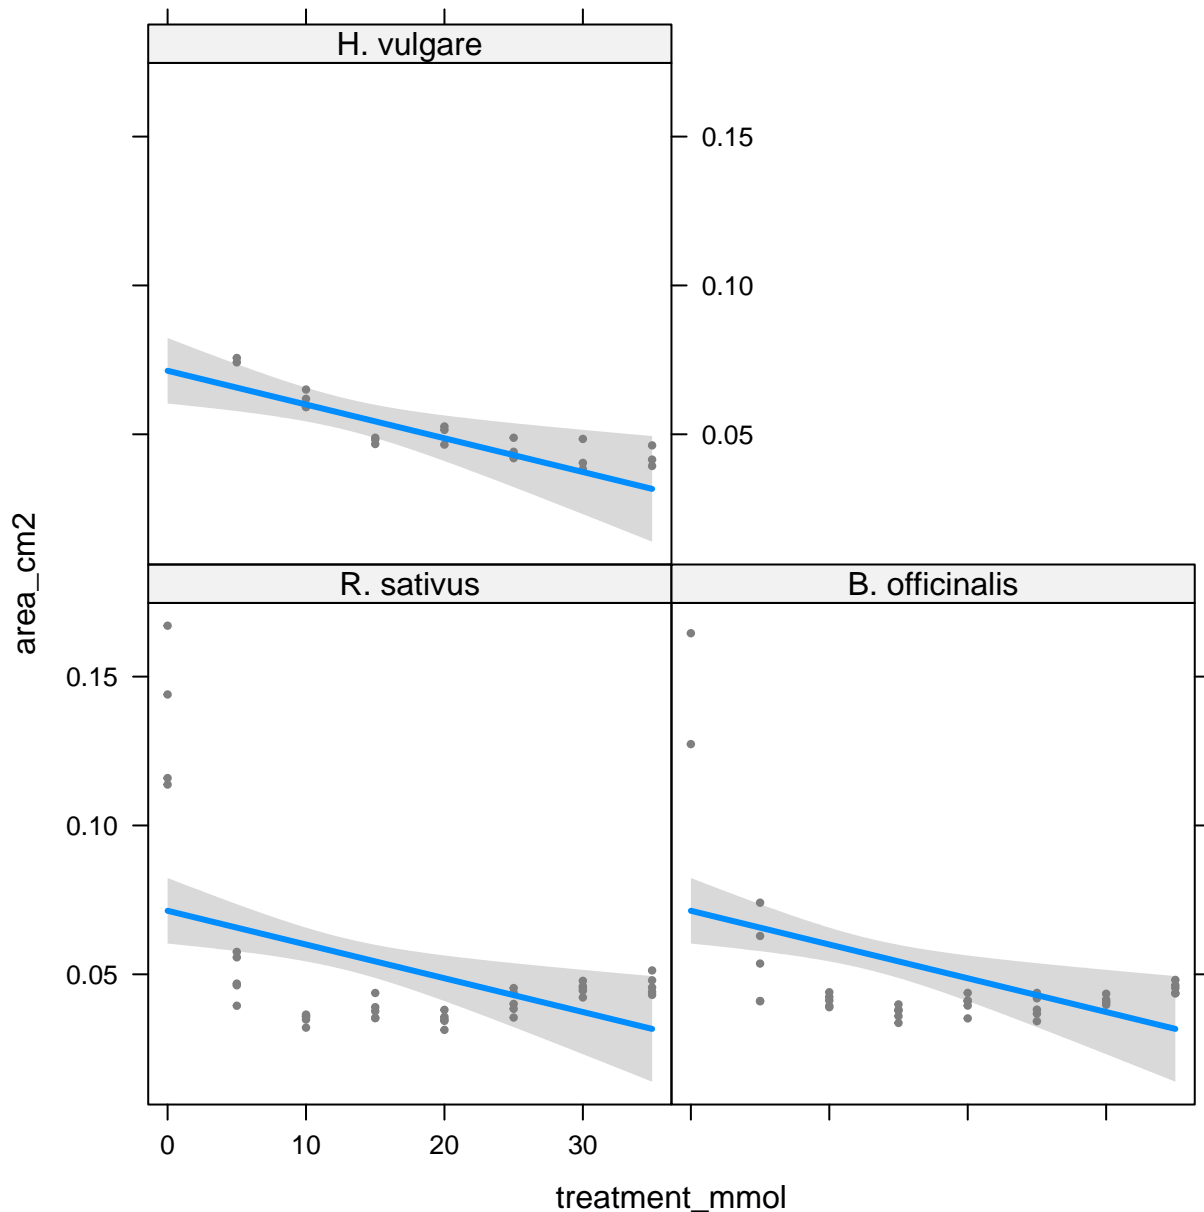 H. vulgare
0.15
0.10
0.05
area_cm2
R. sativus
B. officinalis
0.15
0.10
0.05
0
10
20
30
treatment_mmol